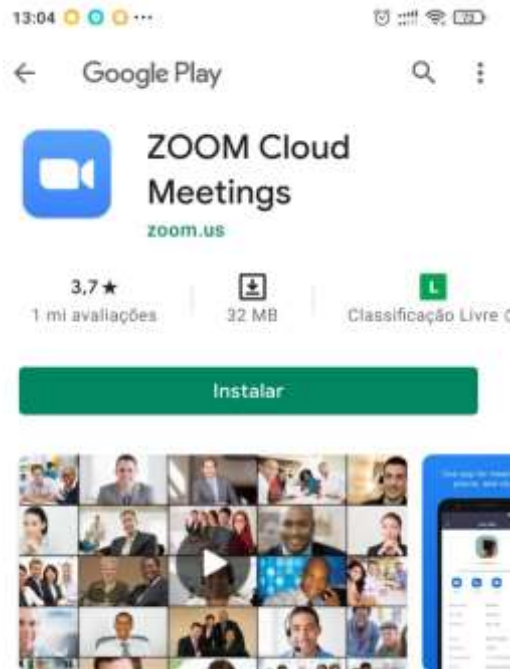 13:04
Google Play
ZOOM Cloud
Meetings
zoom.us
3,7★
1 mi avaliações
32 MB
L
Classificação Livre
Instalar